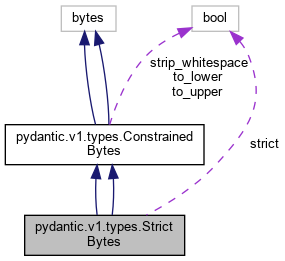 bytes
bool
strip_whitespace
to_lower
to_upper
pydantic.v1.types.Constrained
Bytes
strict
pydantic.v1.types.Strict
Bytes